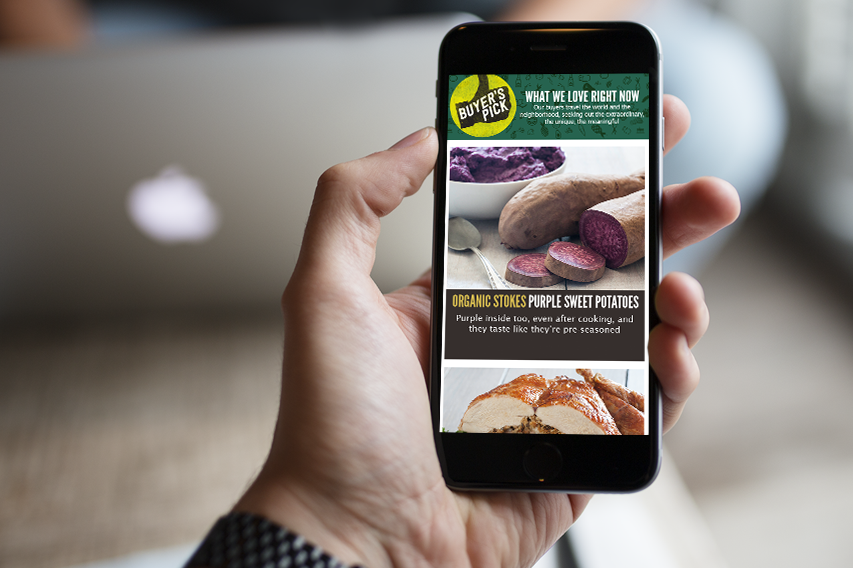 BUYER'S
PICK
WHAT WE LOVE RIGHT NOW
Our buyers travel the world and the
neighborhood, seeking out the extraordinary,
the unique, the meaningful
ORGANIC STOKES PURPLE SWEET POTATOES
Purple inside too, even after cooking, and
they taste like they're pre seasoned